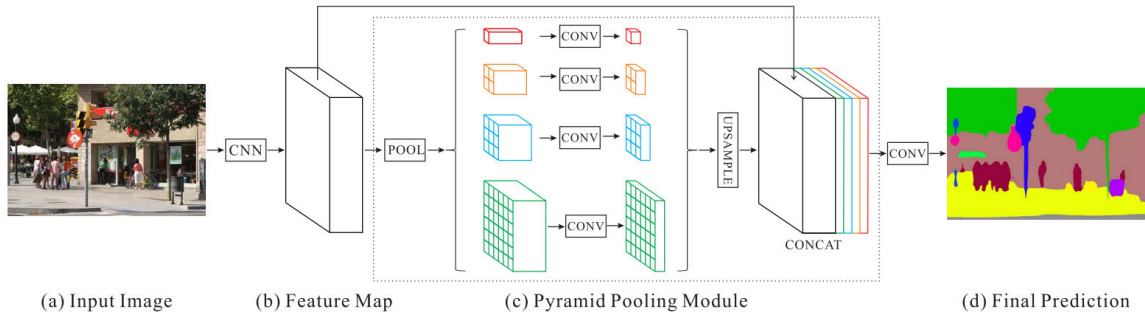 CNN
POOL
CONV
CONV
CONV
CONV
UPSAMPLE
CONCAT
CONV
(a) Input Image
(b) Feature Map
(c) Pyramid Pooling Module
(d) Final Prediction